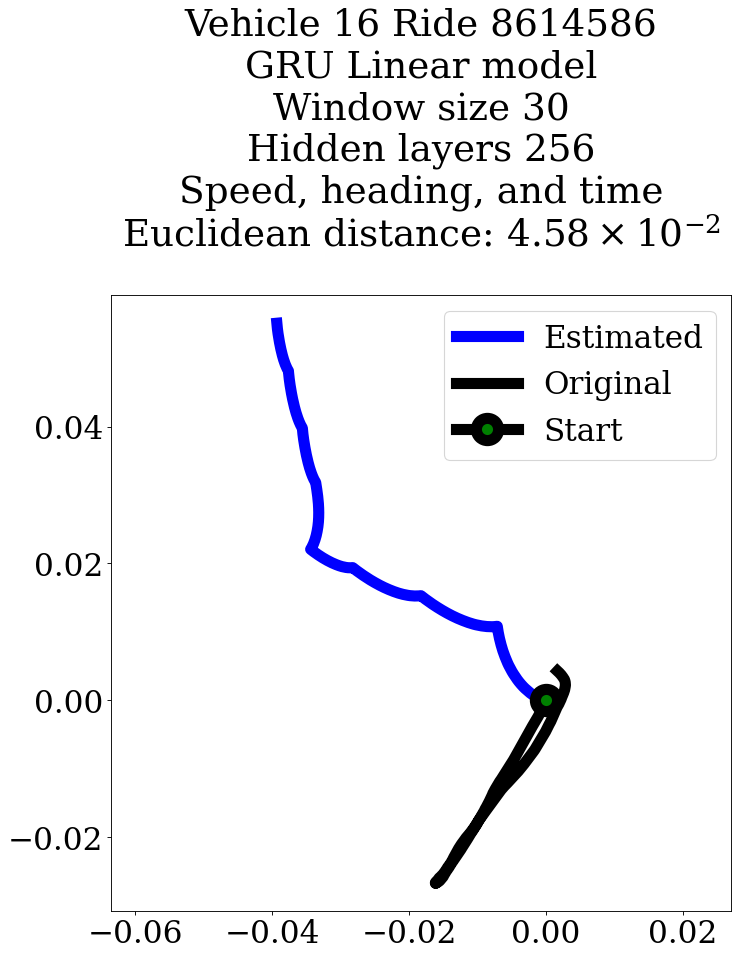 Vehicle 16 Ride 8614586
GRU Linear model
Window size 30
Hidden layers 256
Speed, heading, and time
Euclidean distance: 4.58 × 10⁻²
Estimated
Original
Start
0.04
0.02
0.00
−0.02
−0.06 −0.04 −0.02 0.00 0.02